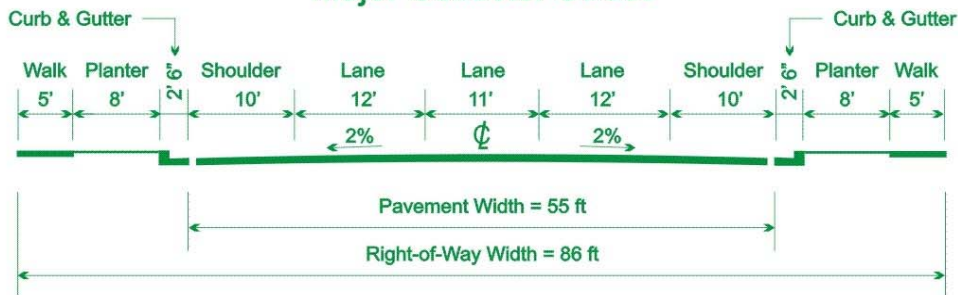 Curb & Gutter
Curb & Gutter
Walk Planter 2' 6" Shoulder Lane Lane Lane Shoulder 2' 6" Planter Walk
5' 8' 10' 12' 11' 12' 10' 8' 5'
2% ℄ 2%
Pavement Width = 55 ft
Right-of-Way Width = 86 ft